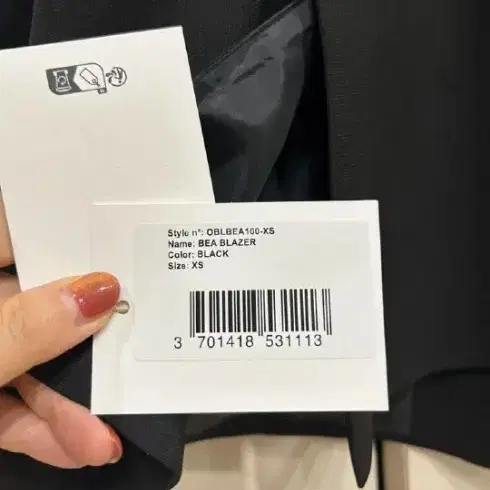 Style n°: OBLBEA100-XS
Name: BEA BLAZER
Color: BLACK
Size: XS
3 701418 531113